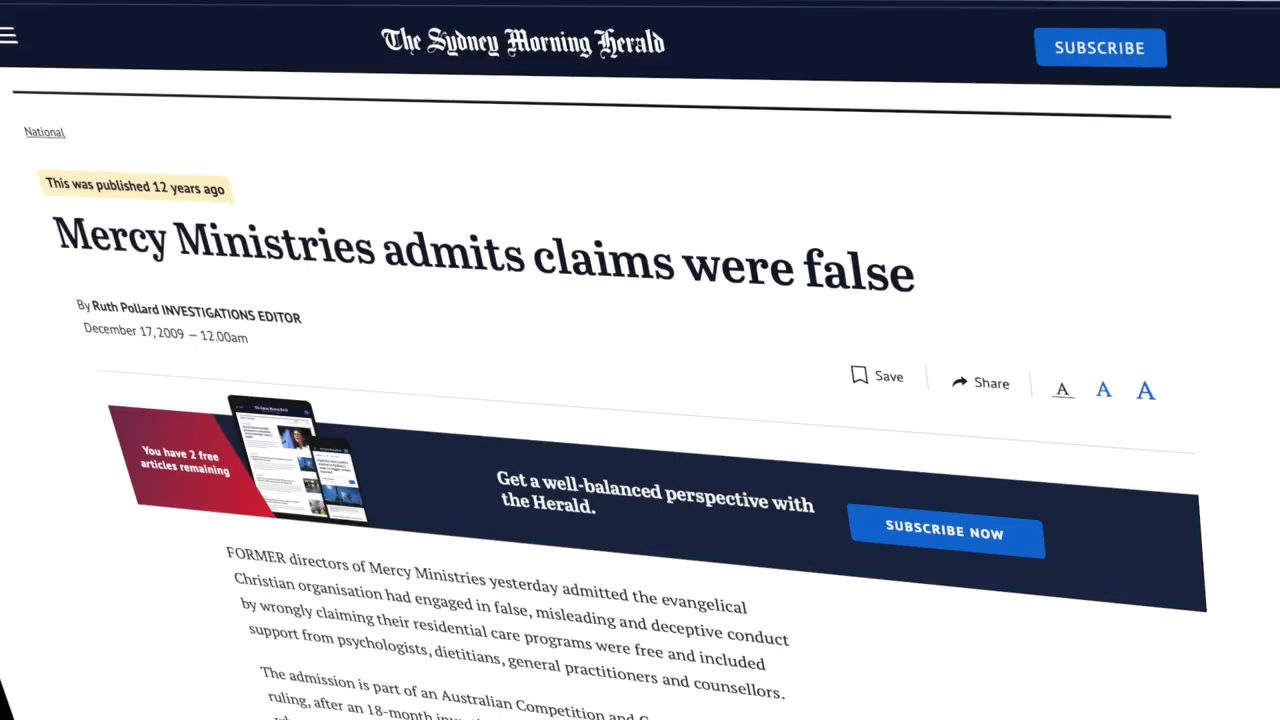 The Sydney Morning Herald
SUBSCRIBE
National
This was published 12 years ago
Mercy Ministries admits claims were false
By Ruth Pollard INVESTIGATIONS EDITOR
December 17, 2009 — 12.00am
Save
Share
A A A
You have 2 free
articles remaining
Get a well-balanced perspective with
the Herald.
SUBSCRIBE NOW
FORMER directors of Mercy Ministries yesterday admitted the evangelical
Christian organisation had engaged in false, misleading and deceptive conduct
by wrongly claiming their residential care programs were free and included
support from psychologists, dietitians, general practitioners and counsellors.
The admission is part of an Australian Competition and
ruling, after an 18-month